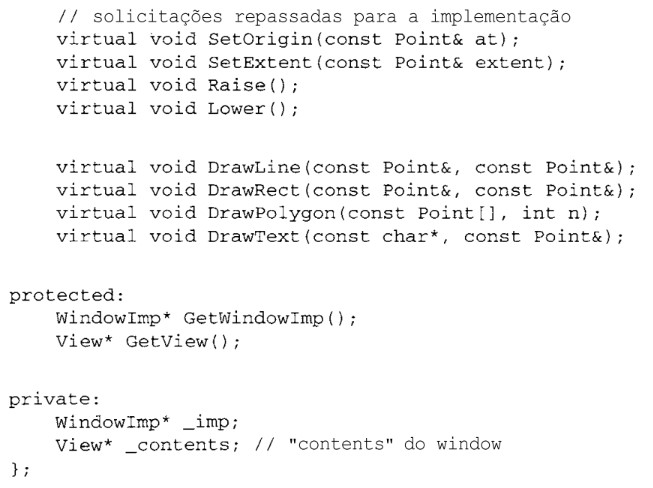 // solicitações repassadas para a implementação
virtual void SetOrigin(const Point& at);
virtual void SetExtent(const Point& extent);
virtual void Raise();
virtual void Lower();
virtual void DrawLine(const Point&, const Point&);
virtual void DrawRect(const Point&, const Point&);
virtual void DrawPolygon(const Point[], int n);
virtual void DrawText(const char*, const Point&);
protected:
WindowImp* GetWindowImp();
View* GetView();
private:
WindowImp* _imp;
View* _contents; // "contents" do window
};